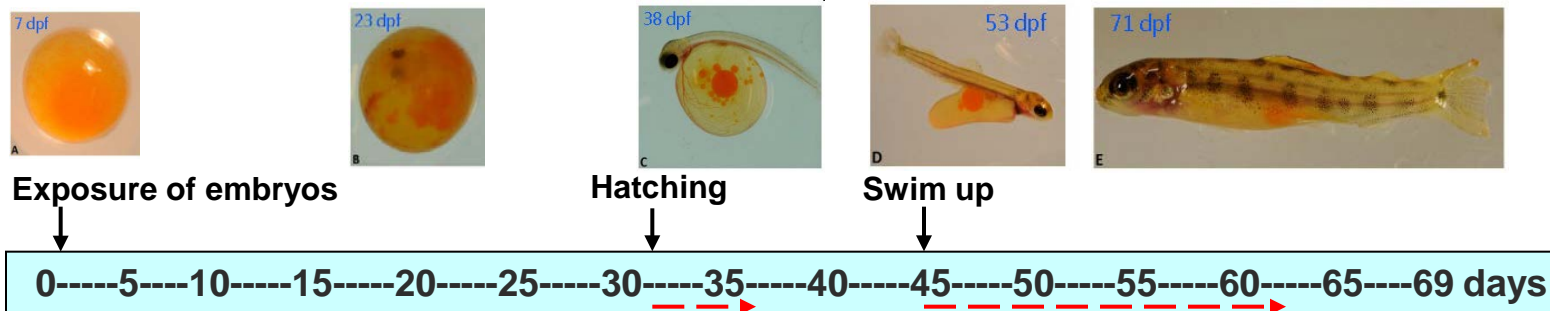 7 dpf
23 dpf
38 dpf
53 dpf
71 dpf
A
B
C
D
E
Exposure of embryos
Hatching
Swim up
0-----5----10-----15-----20-----25-----30-----35-----40-----45-----50-----55-----60-----65----69 days